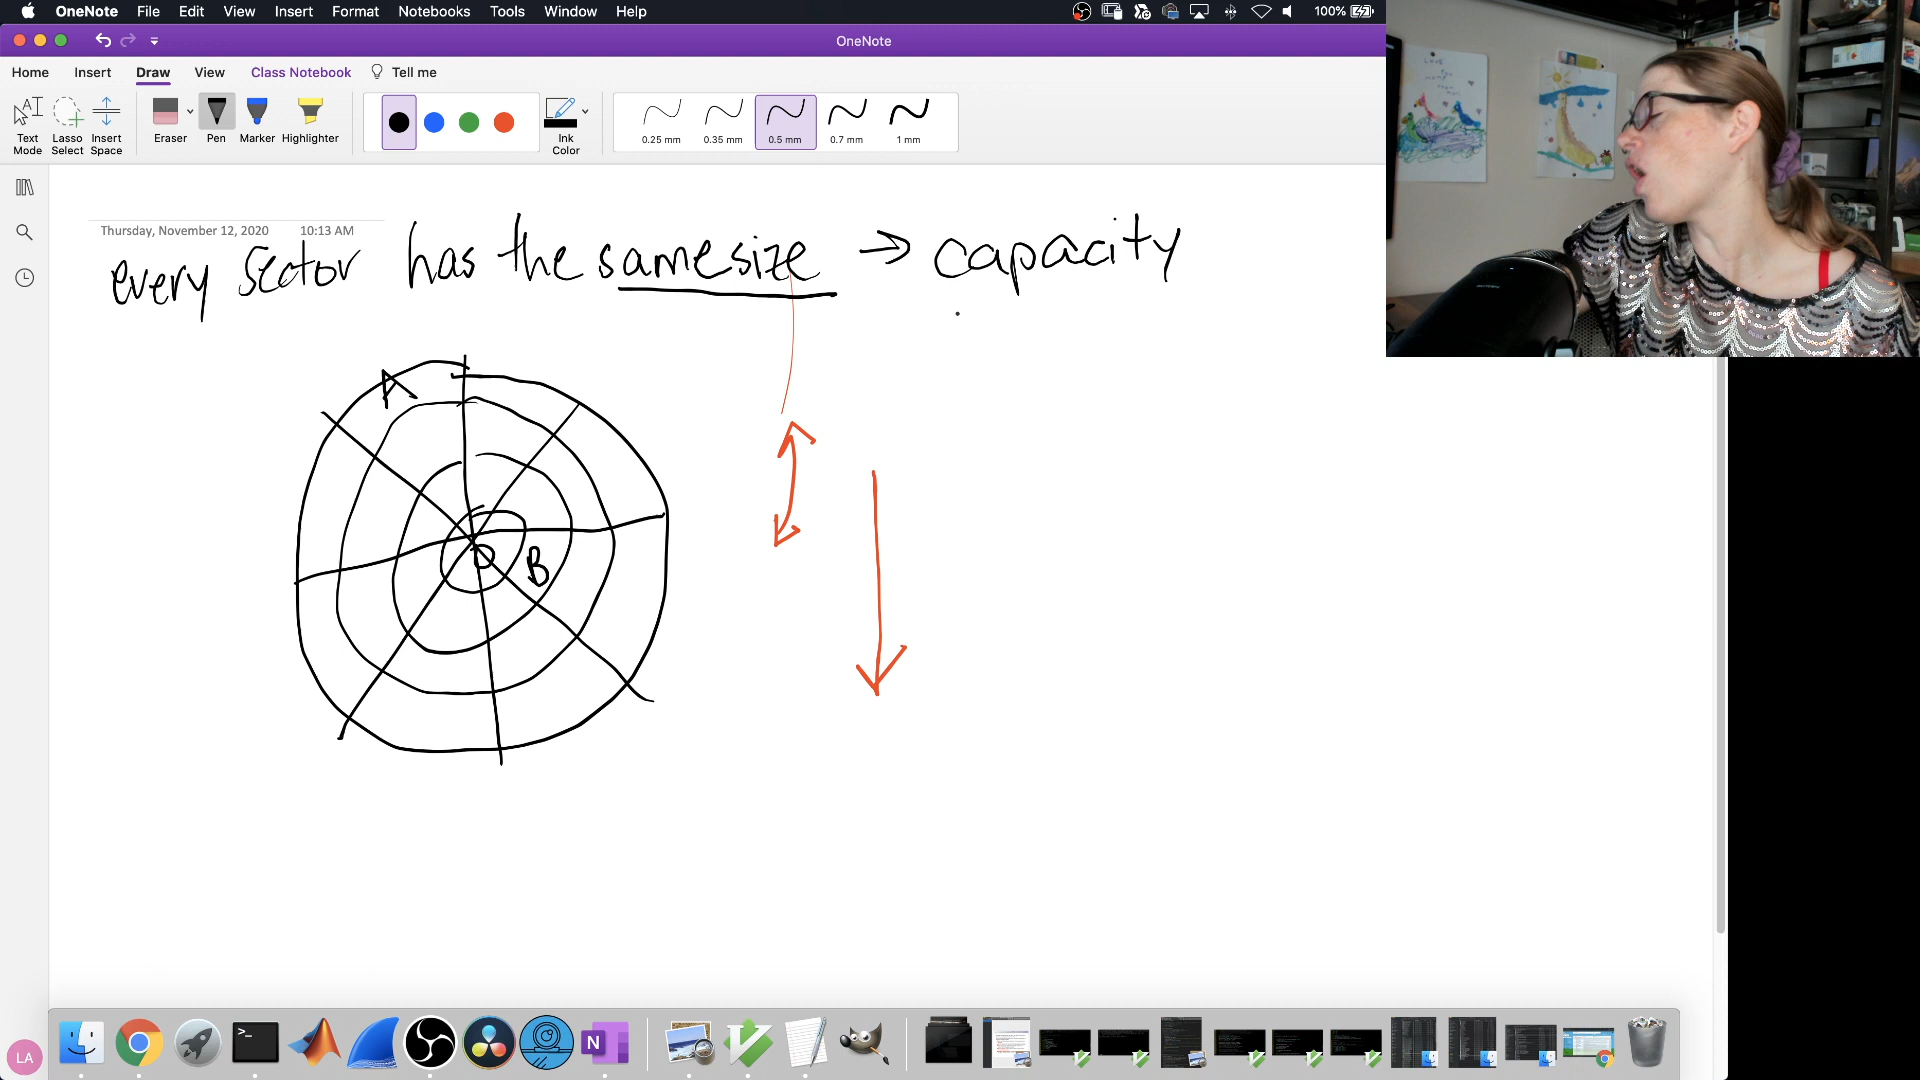 OneNote File Edit View Insert Format Notebooks Tools Window Help 100%
OneNote
Home Insert Draw View Class Notebook Tell me
Text Mode Lasso Select Insert Space Eraser Pen Marker Highlighter Ink Color 0.25 mm 0.35 mm 0.5 mm 0.7 mm 1 mm
Thursday, November 12, 2020 10:13 AM
every sector has the same size → capacity
A
B
N
LA